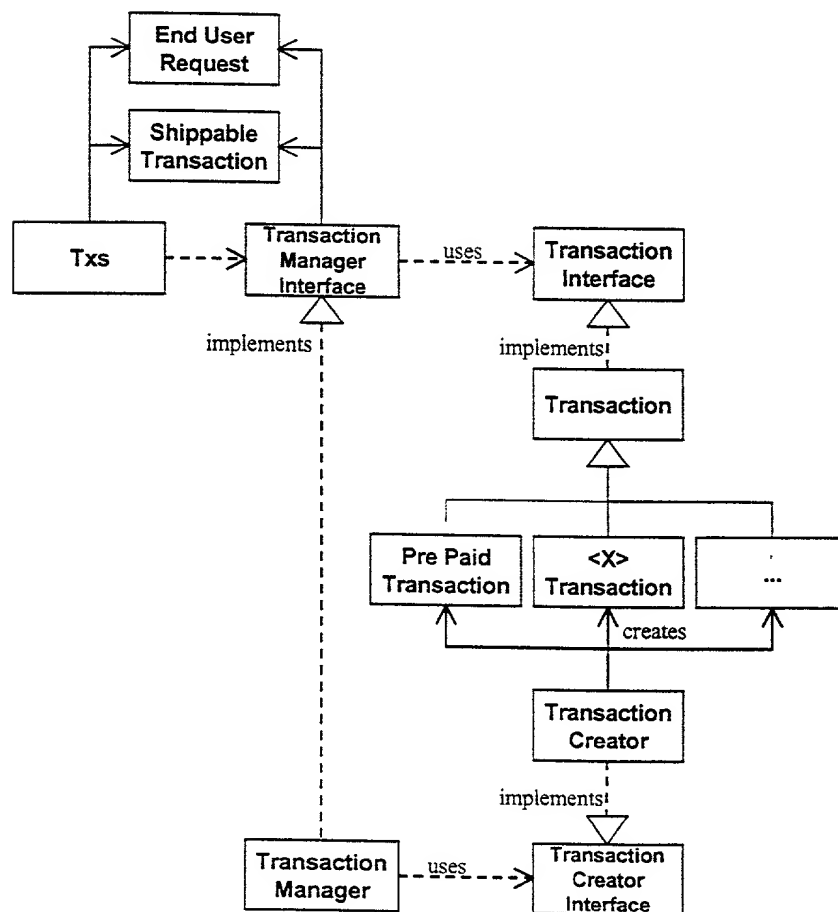 End User
Request
Shippable
Transaction
Txs
Transaction
Manager
Interface
uses
Transaction
Interface
implements
implements
Transaction
Pre Paid
Transaction
<X>
Transaction
...
creates
Transaction
Creator
implements
Transaction
Manager
uses
Transaction
Creator
Interface